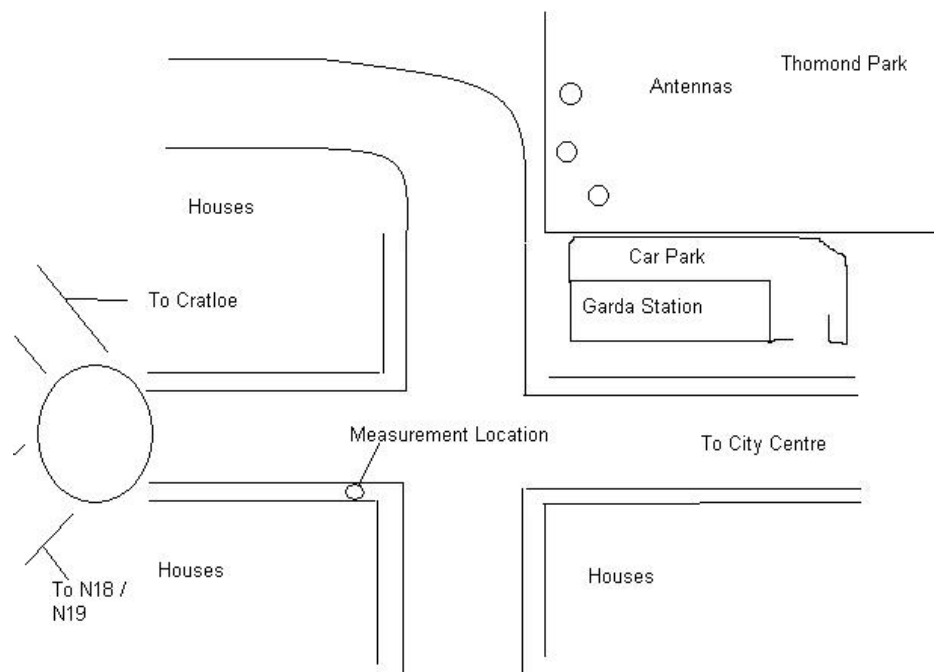 Thomond Park
Antennas
Houses
Car Park
To Cratloe
Garda Station
Measurement Location
To City Centre
Houses
To N18 /
N19
Houses